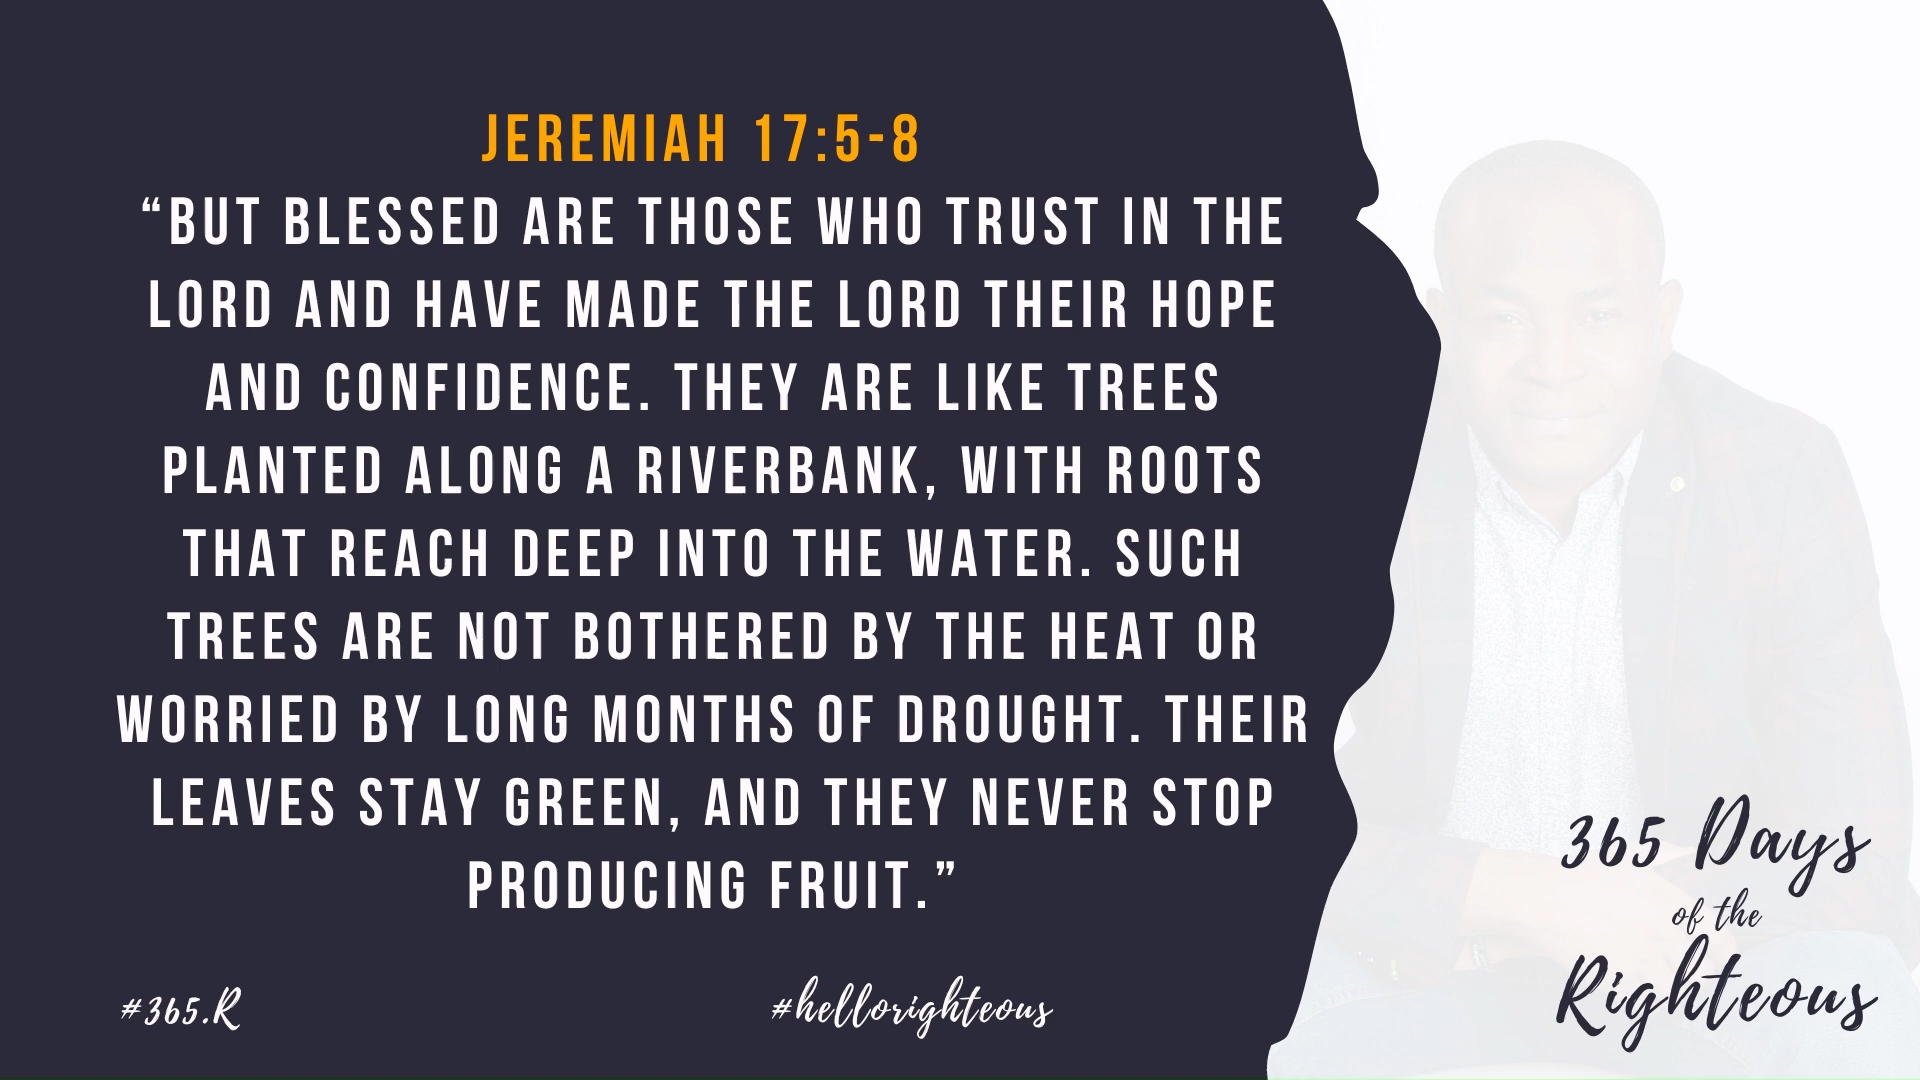 JEREMIAH 17:5-8
“BUT BLESSED ARE THOSE WHO TRUST IN THE
LORD AND HAVE MADE THE LORD THEIR HOPE
AND CONFIDENCE. THEY ARE LIKE TREES
PLANTED ALONG A RIVERBANK, WITH ROOTS
THAT REACH DEEP INTO THE WATER. SUCH
TREES ARE NOT BOTHERED BY THE HEAT OR
WORRIED BY LONG MONTHS OF DROUGHT. THEIR
LEAVES STAY GREEN, AND THEY NEVER STOP
PRODUCING FRUIT.”
#365.R
#hellorighteous
365 Days
of the
Righteous